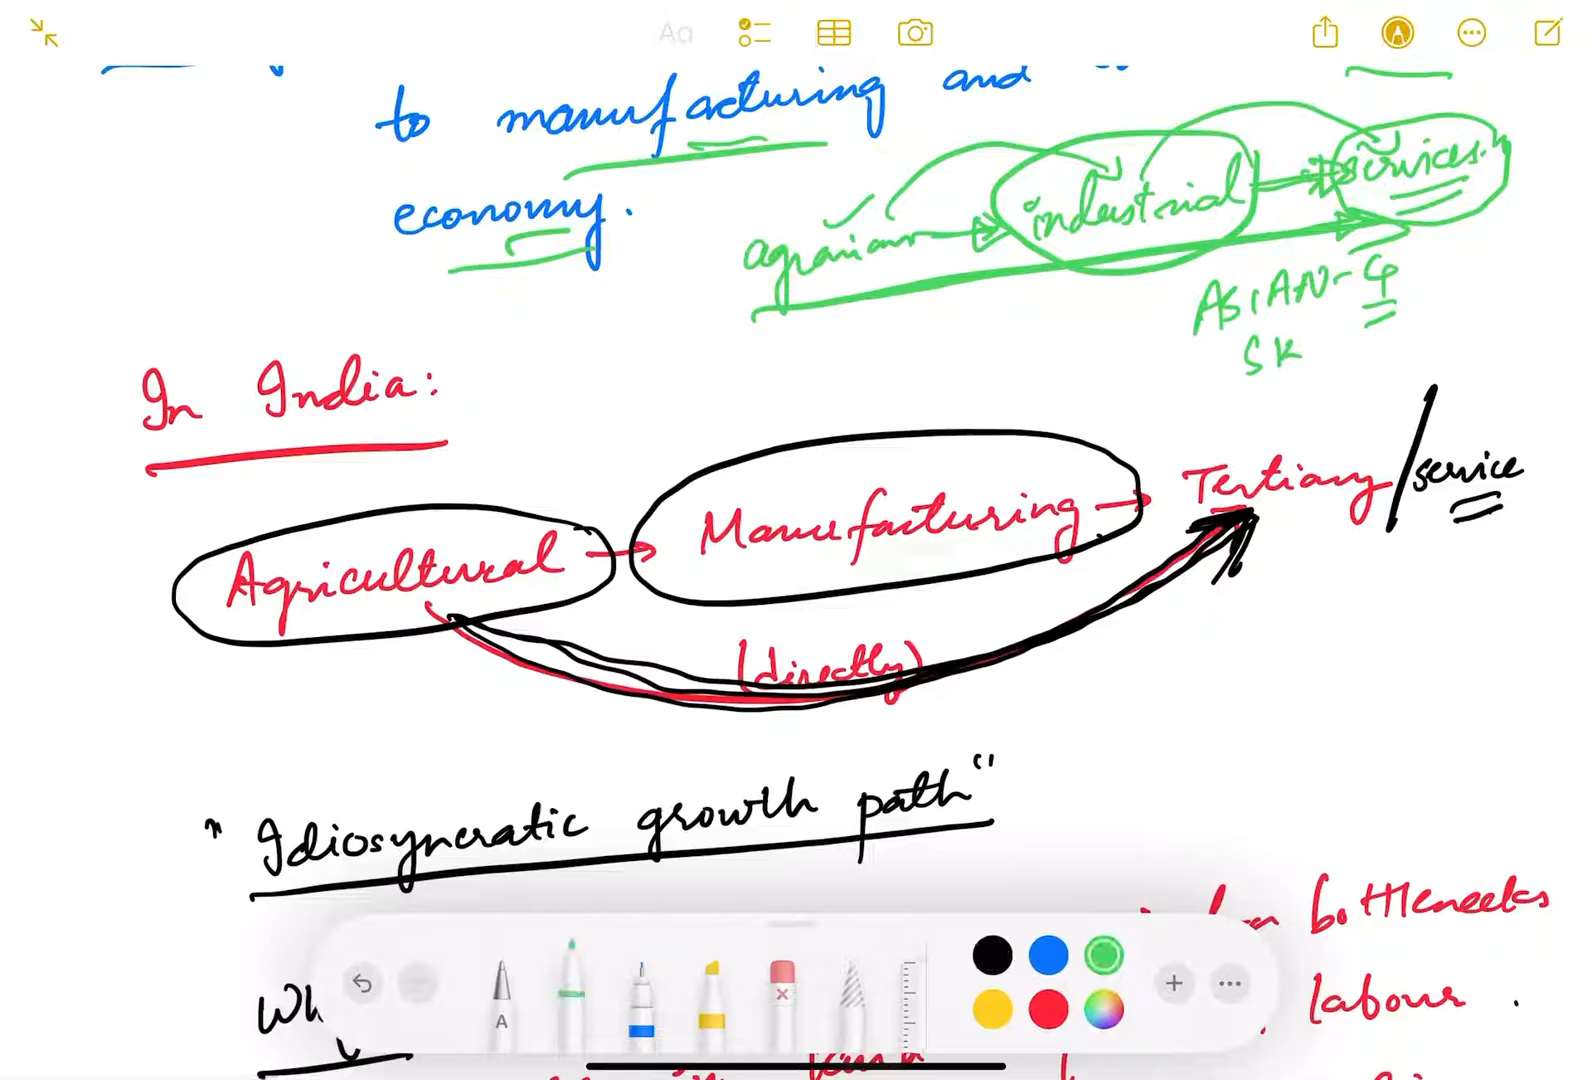 Aa
to manufacturing and
economy.
agrarian industrial services.
ASIAN-4
SK
In India:
Agricultural Manufacturing Tertiary / service
(directly)
"Idiosyncratic growth path"
bottlenecks
labour .